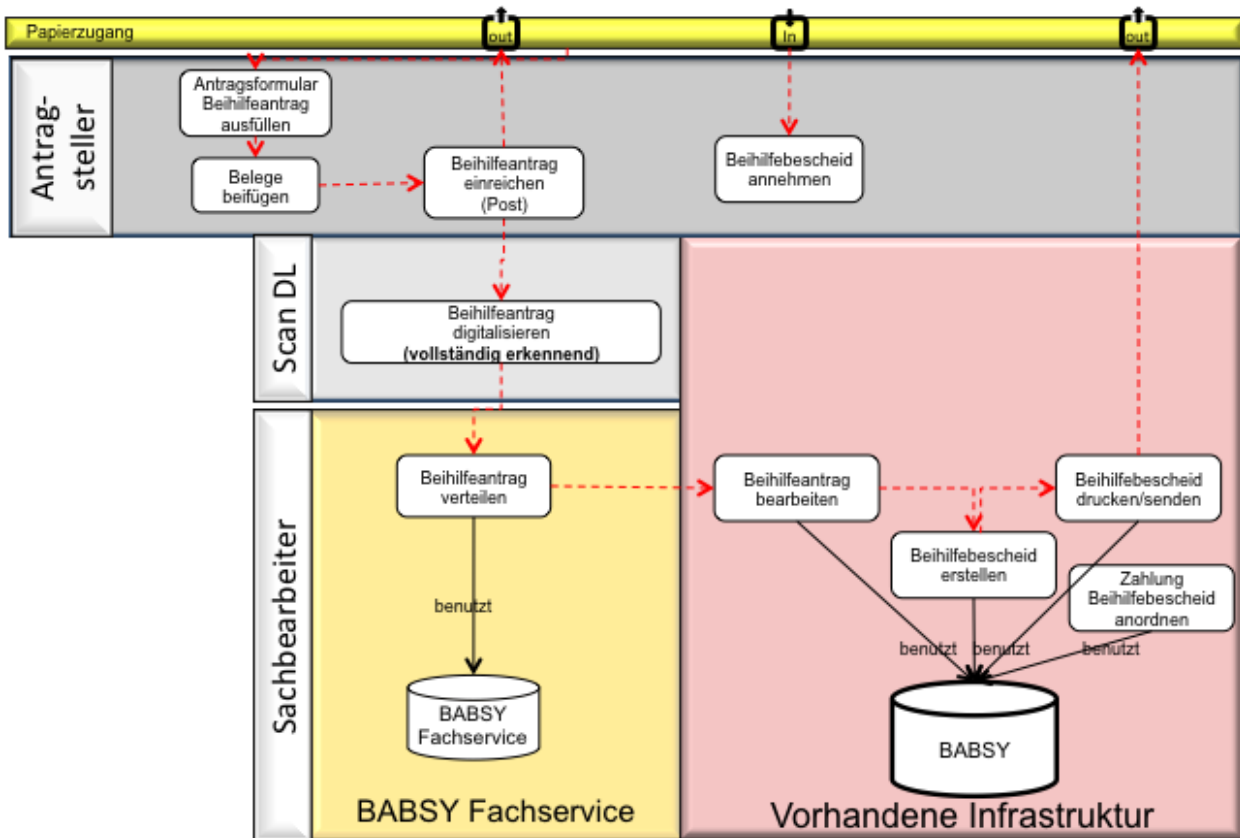 Papierzugang
out
In
out
Antrag-
steller
Antragsformular
Beihilfeantrag
ausfüllen
Belege
beifügen
Beihilfeantrag
einreichen
(Post)
Beihilfebescheid
annehmen
Scan DL
Beihilfeantrag
digitalisieren
(vollständig erkennend)
Sachbearbeiter
Beihilfeantrag
verteilen
Beihilfeantrag
bearbeiten
Beihilfebescheid
drucken/senden
Beihilfebescheid
erstellen
Zahlung
Beihilfebescheid
anordnen
benutzt
benutzt
benutzt
benutzt
BABSY
Fachservice
BABSY
BABSY Fachservice
Vorhandene Infrastruktur